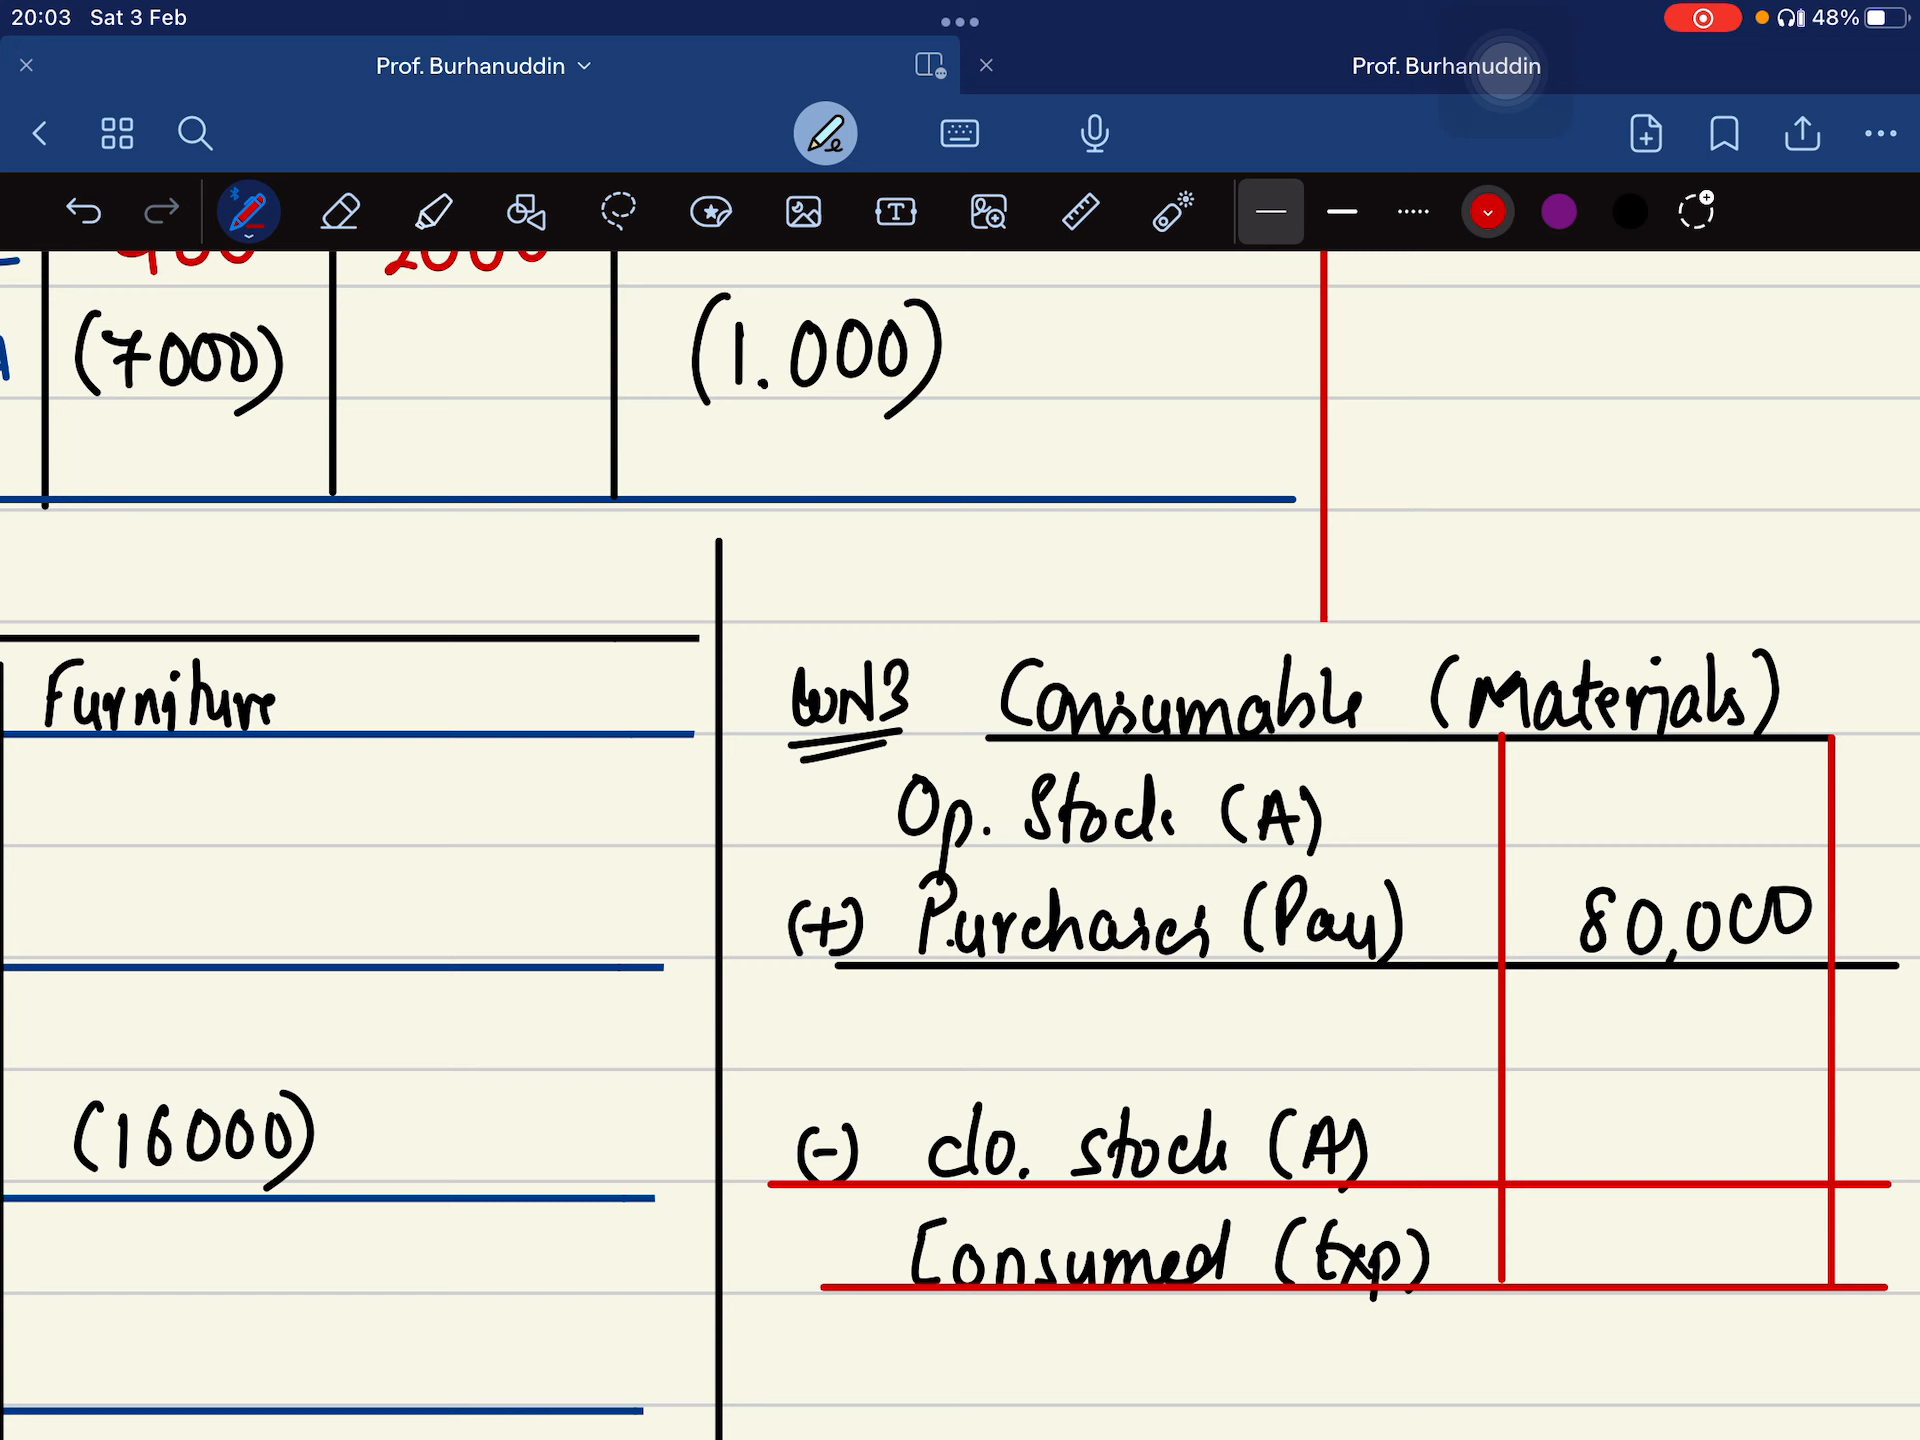 20:03 Sat 3 Feb
48%
Prof. Burhanuddin
Prof. Burhanuddin
2000
(7000)
(1.000)
Furniture
(16000)
WN3 Consumable (Materials)
Op. Stock (A)
(+) Purchases (Pay) 80,000
(-) clo. stock (A)
Consumed (Exp)